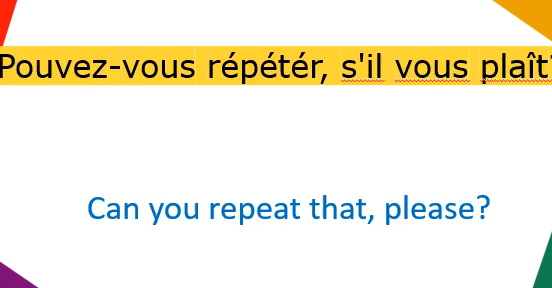 Pouvez-vous répétér, s'il vous plaît?
Can you repeat that, please?